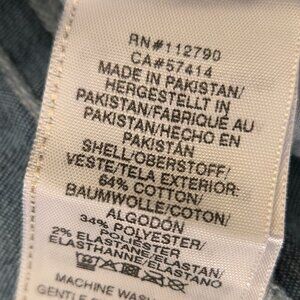 RN#112790
CA#57414
MADE IN PAKISTAN/
HERGESTELLT IN
PAKISTAN/FABRIQUÉ AU
PAKISTAN/HECHO EN
PAKISTÁN
SHELL/OBERSTOFF/
VESTE/TELA EXTERIOR:
64% COTTON/
BAUMWOLLE/COTON/
ALGODÓN
34% POLYESTER/
2% ELASTANE/
ELASTHANNE/ELASTANO
MACHINE WASH
GENTLE